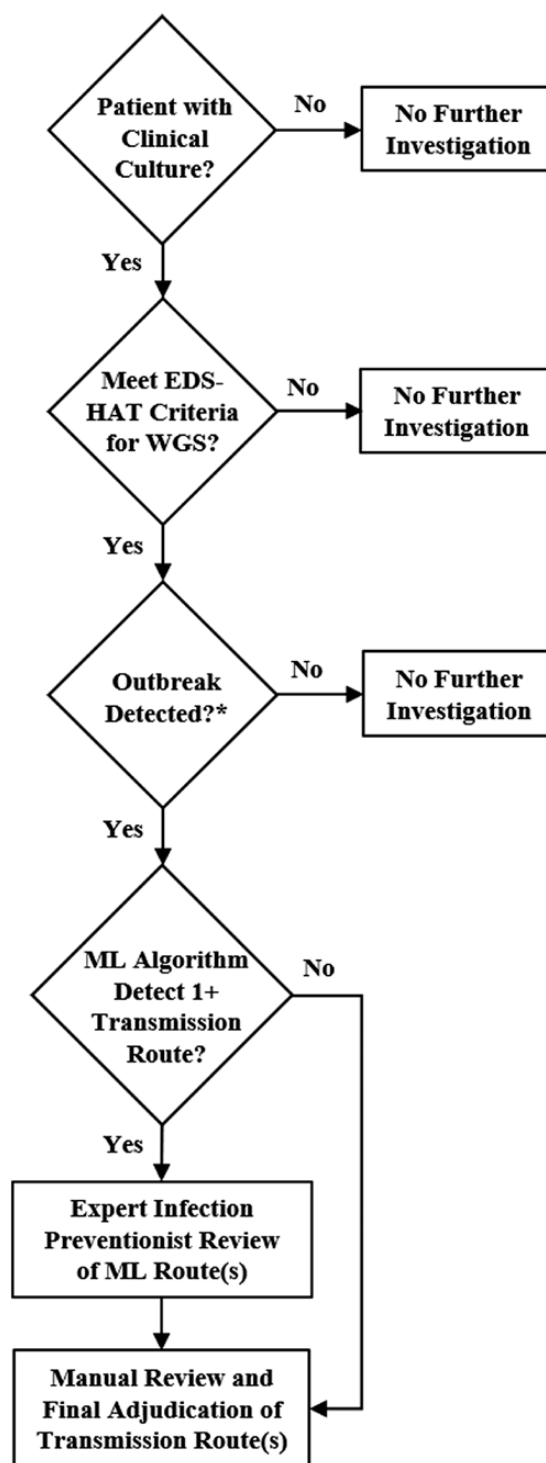 Patient with
Clinical
Culture?
No
No Further
Investigation
Yes
Meet EDS-
HAT Criteria
for WGS?
No
No Further
Investigation
Yes
Outbreak
Detected?*
No
No Further
Investigation
Yes
ML Algorithm
Detect 1+
Transmission
Route?
No
Yes
Expert Infection
Preventionist Review
of ML Route(s)
Manual Review and
Final Adjudication of
Transmission Route(s)